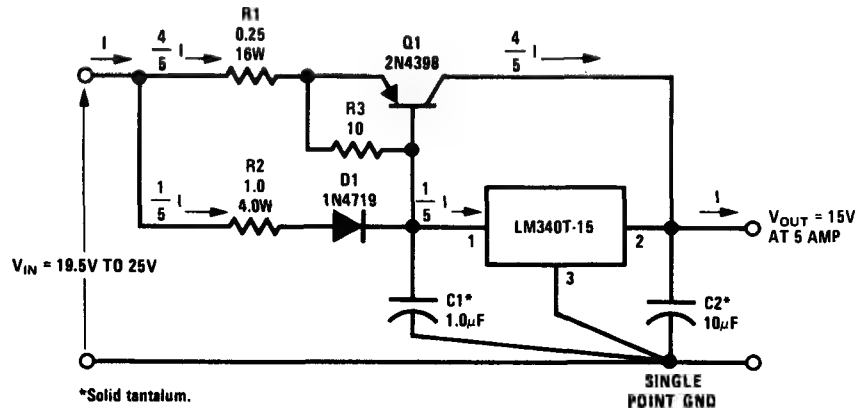 R1
0.25
16W
I
4/5 I
Q1
2N4398
4/5 I
R3
10
R2
1.0
4.0W
D1
1N4719
1/5 I
1/5 I
LM340T-15
1
2
3
I
VOUT = 15V
AT 5 AMP
VIN = 19.5V TO 25V
C1*
1.0μF
C2*
10μF
*Solid tantalum.
SINGLE
POINT GND